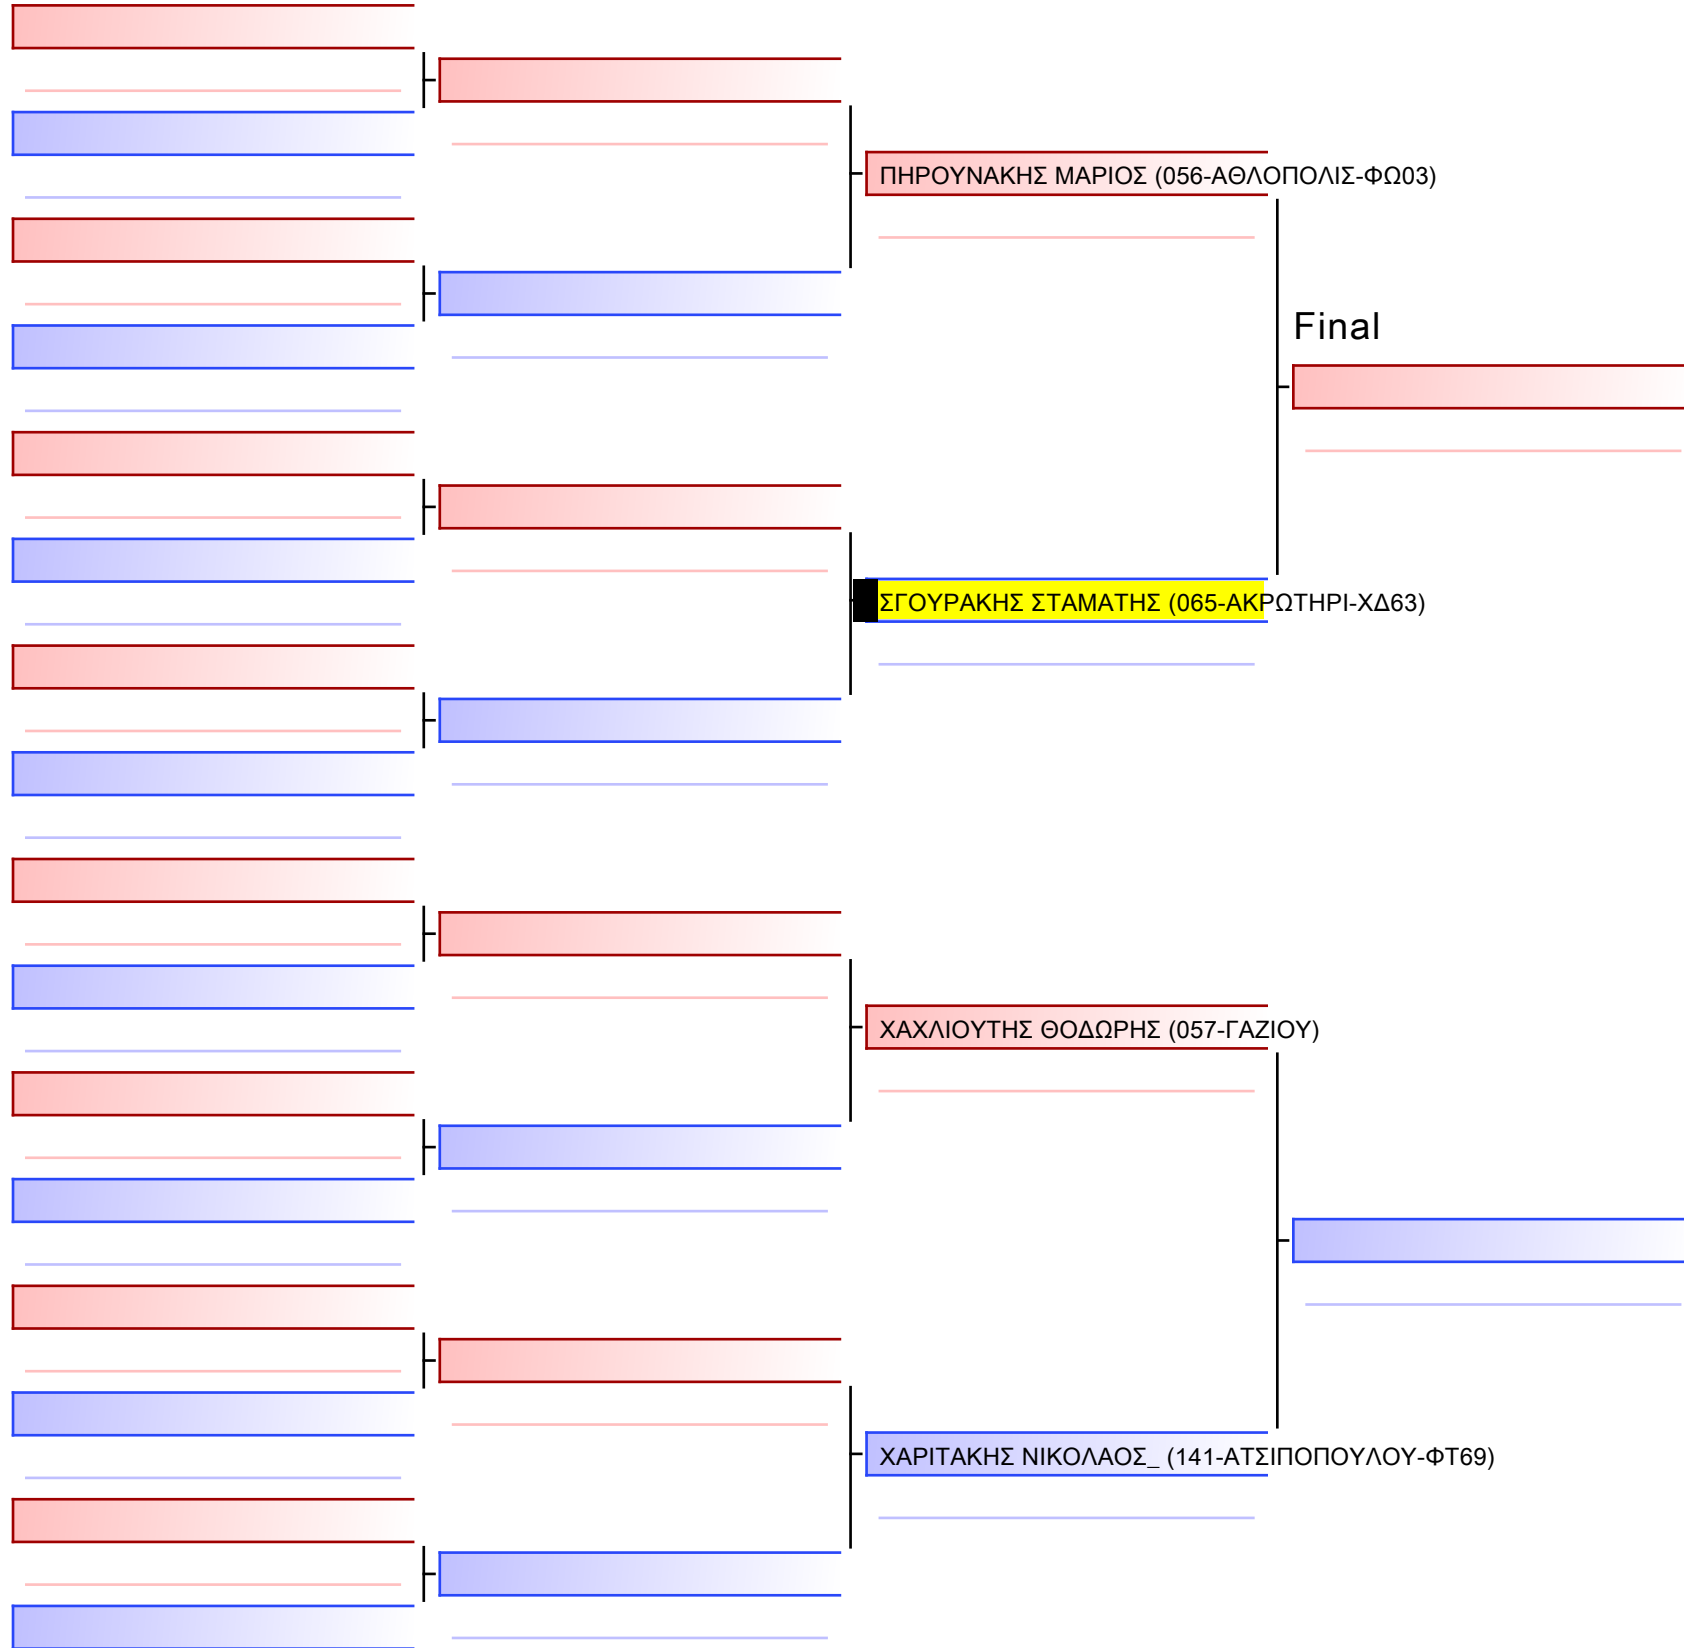 ΠΗΡΟΥΝΑΚΗΣ ΜΑΡΙΟΣ (056-ΑΘΛΟΠΟΛΙΣ-ΦΩ03)
Final
ΣΓΟΥΡΑΚΗΣ ΣΤΑΜΑΤΗΣ (065-ΑΚΡΩΤΗΡΙ-ΧΔ63)
ΧΑΧΛΙΟΥΤΗΣ ΘΟΔΩΡΗΣ (057-ΓΑΖΙΟΥ)
ΧΑΡΙΤΑΚΗΣ ΝΙΚΟΛΑΟΣ_ (141-ΑΤΣΙΠΟΠΟΥΛΟΥ-ΦΤ69)